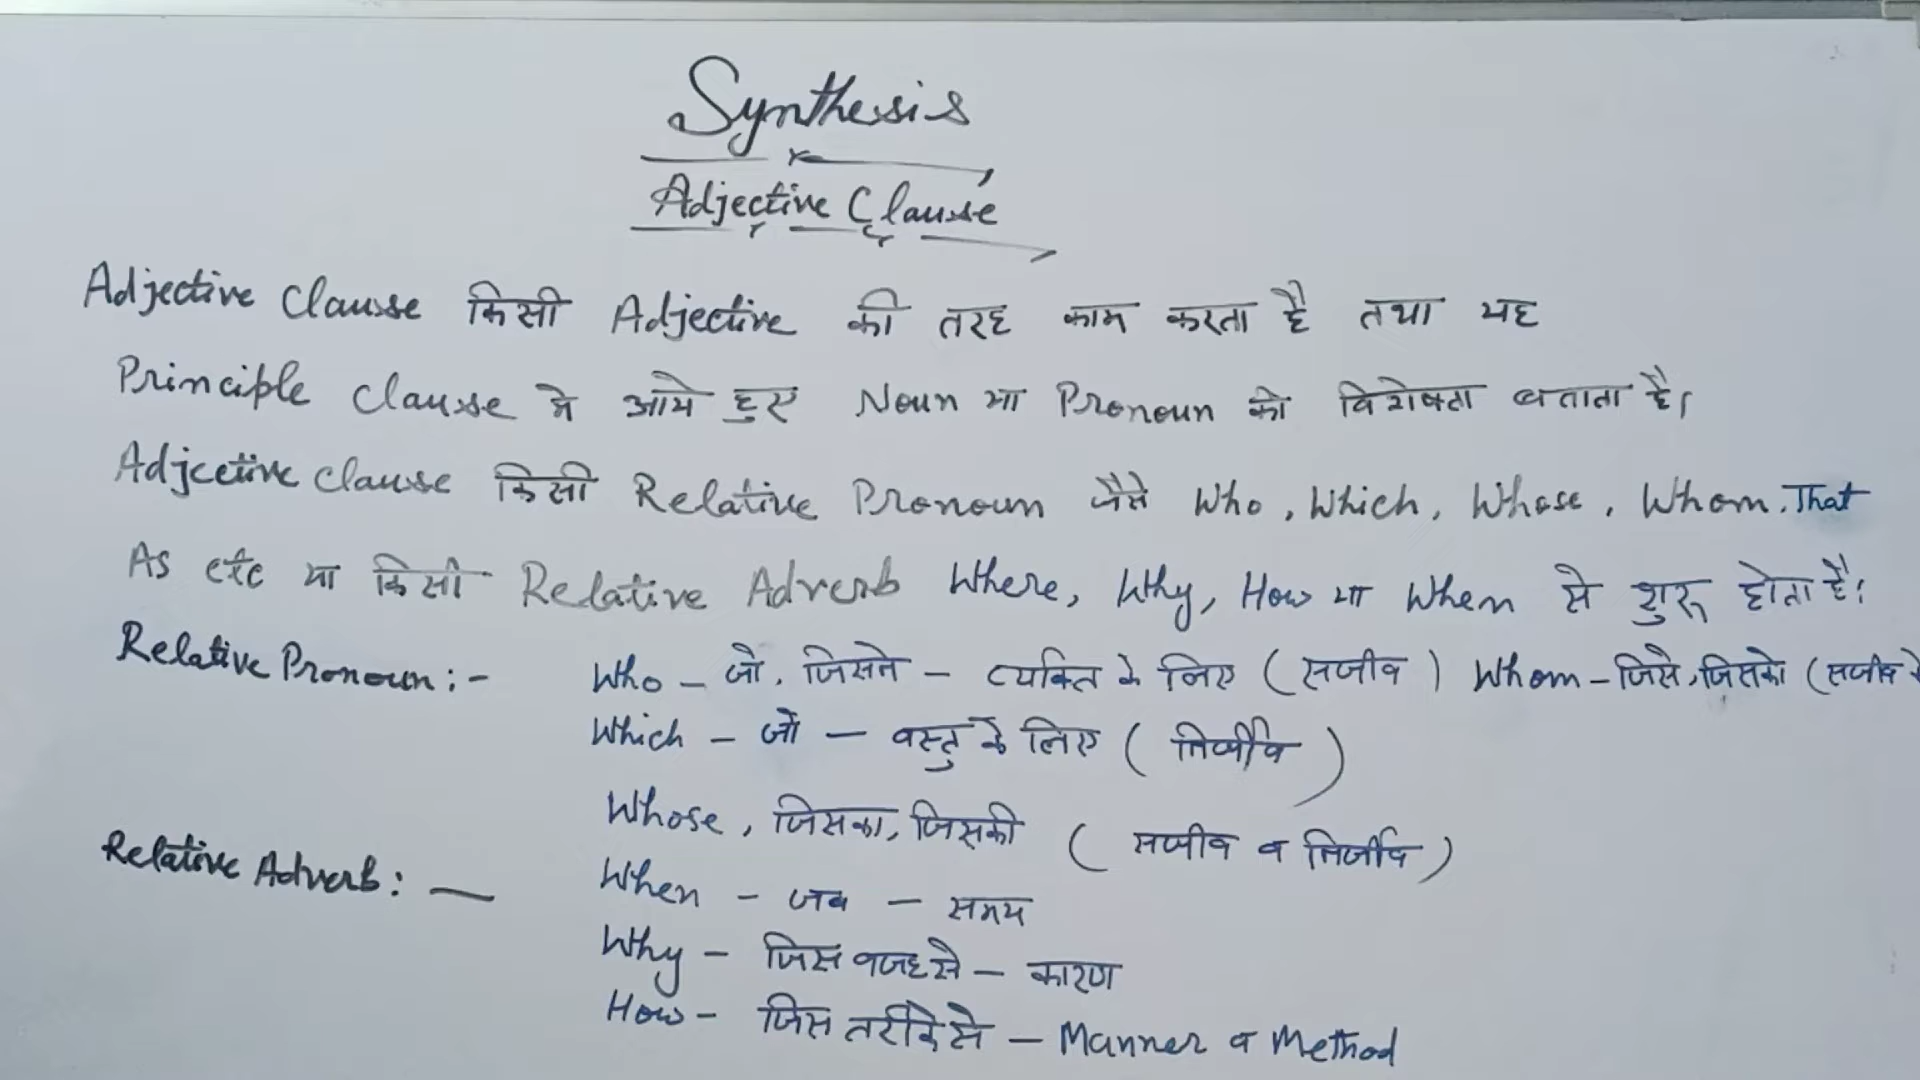 Synthesis
Adjective Clause
Adjective Clause किसी Adjective की तरह काम करता है तथा यह
Principle Clause मे आये हुए Noun या Pronoun की विशेषता बताता है।
Adjective clause किसी Relative Pronoun जैसे Who, Which, Whose, Whom, That
As etc या किसी Relative Adverb Where, Why, How या When से शुरू होता है।
Relative Pronoun :- Who – जो, जिसने – व्यक्ति के लिए (सजीव) Whom – जिसे, जिसको (सजीव के
Which – जो – वस्तु के लिए (निर्जीव)
Whose, जिसका, जिसकी (सजीव व निर्जीव)
Relative Adverb: — When – जब – समय
Why – जिस वजह से – कारण
How – जिस तरीके से – Manner व Method